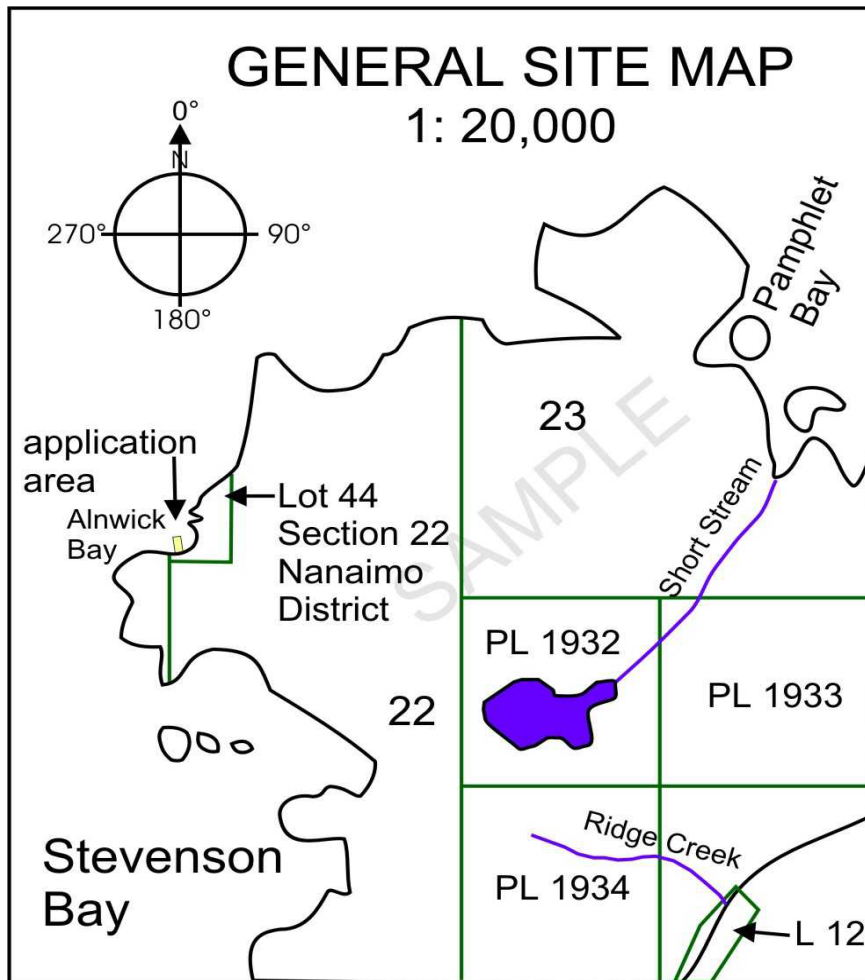 GENERAL SITE MAP
1: 20,000
0°
N
270°
90°
180°
Pamphlet
Bay
23
application
area
Alnwick
Bay
Lot 44
Section 22
Nanaimo
District
SAMPLE
Short Stream
PL 1932
PL 1933
22
Ridge Creek
Stevenson
Bay
PL 1934
L 12